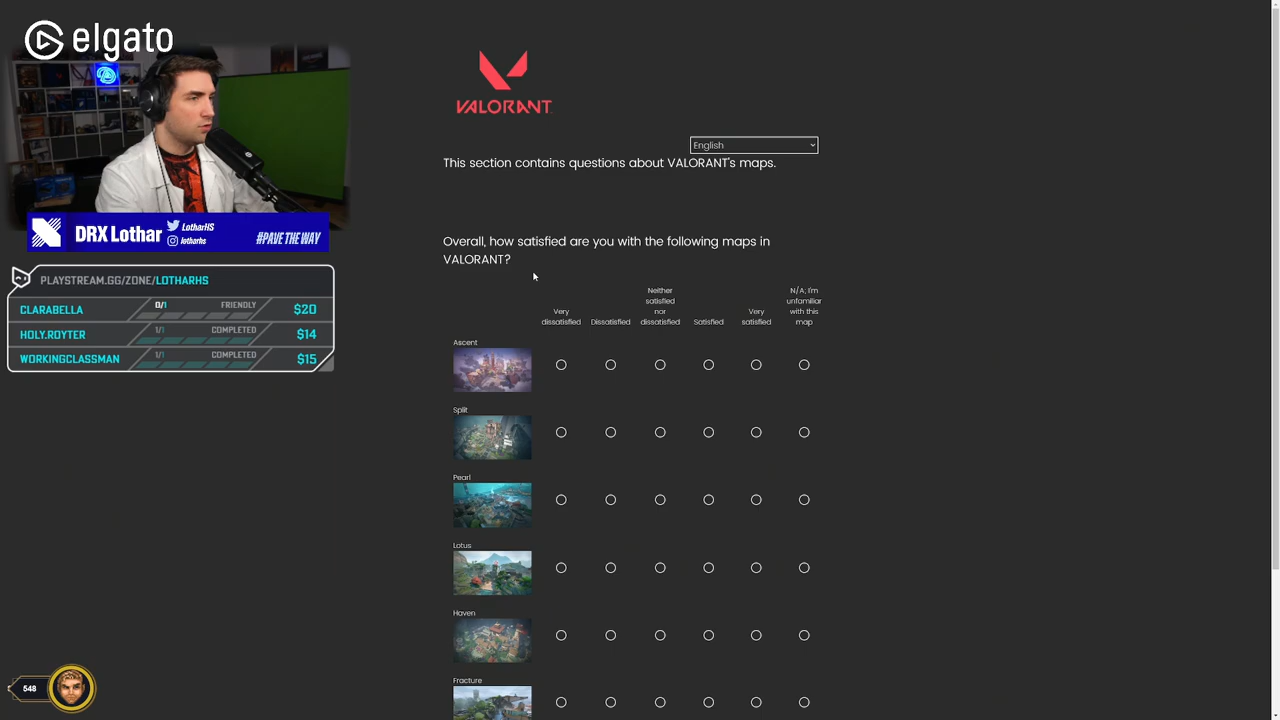 elgato
DRX Lothar
LotharHS
lotharhs
#PAVE THE WAY
PLAYSTREAM.GG/ZONE/LOTHARHS
CLARABELLA 0/1 FRIENDLY $20
HOLY.ROYTER 1/1 COMPLETED $14
WORKINGCLASSMAN 1/1 COMPLETED $15
548
VALORANT
English
This section contains questions about VALORANT's maps.
Overall, how satisfied are you with the following maps in
VALORANT?
Very
dissatisfied
Dissatisfied
Neither
satisfied
nor
dissatisfied
Satisfied
Very
satisfied
N/A; I'm
unfamiliar
with this
map
Ascent
Split
Pearl
Lotus
Haven
Fracture